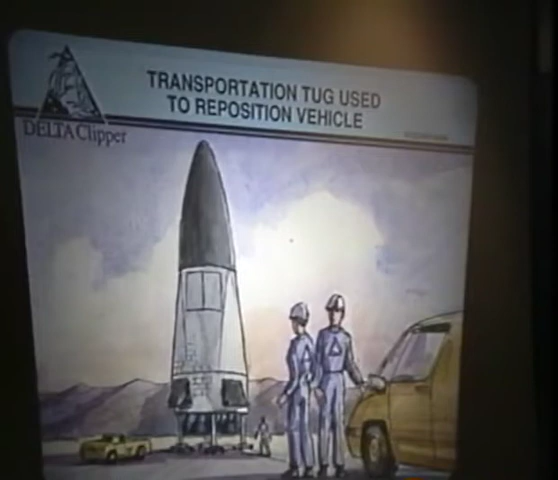 TRANSPORTATION TUG USED
TO REPOSITION VEHICLE
DELTA Clipper